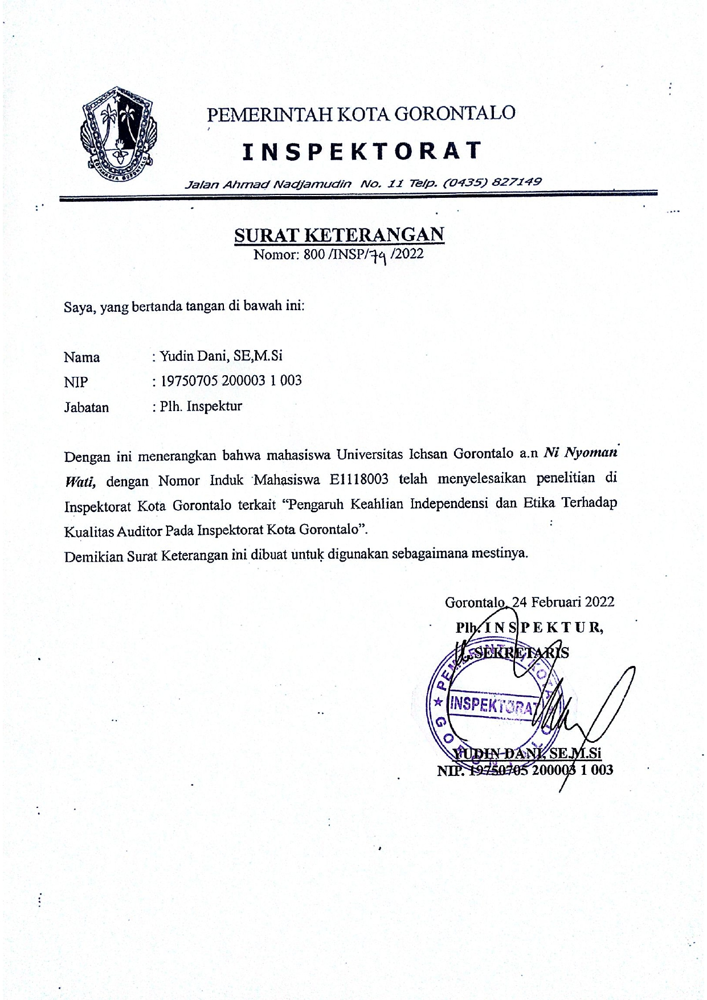 PEMERINTAH KOTA GORONTALO
INSPEKTORAT
Jalan Ahmad Nadjamudin No. 11 Telp. (0435) 827149
SURAT KETERANGAN
Nomor: 800 /INSP/79 /2022
Saya, yang bertanda tangan di bawah ini:
Nama : Yudin Dani, SE,M.Si
NIP : 19750705 200003 1 003
Jabatan : Plh. Inspektur
Dengan ini menerangkan bahwa mahasiswa Universitas Ichsan Gorontalo a.n Ni Nyoman
Wati, dengan Nomor Induk Mahasiswa E1118003 telah menyelesaikan penelitian di
Inspektorat Kota Gorontalo terkait “Pengaruh Keahlian Independensi dan Etika Terhadap
Kualitas Auditor Pada Inspektorat Kota Gorontalo”.
Demikian Surat Keterangan ini dibuat untuk digunakan sebagaimana mestinya.
Gorontalo, 24 Februari 2022
Plh. INSPEKTUR,
SEKRETARIS
PEMERINTAH KOTA
INSPEKTORAT
GORONTALO
YUDIN DANI, SE.M.Si
NIP. 19750705 200003 1 003